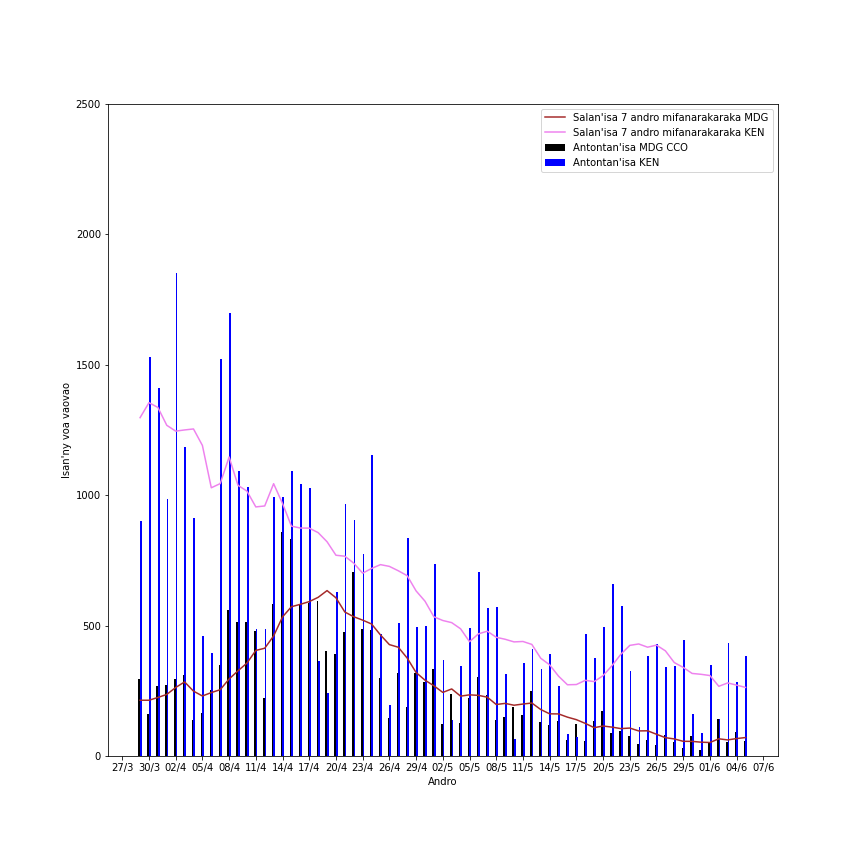 2500
2000
1500
1000
500
0
Isan'ny voa vaovao
Salan'isa 7 andro mifanarakaraka MDG
Salan'isa 7 andro mifanarakaraka KEN
Antontan'isa MDG CCO
Antontan'isa KEN
27/3 30/3 02/4 05/4 08/4 11/4 14/4 17/4 20/4 23/4 26/4 29/4 02/5 05/5 08/5 11/5 14/5 17/5 20/5 23/5 26/5 29/5 01/6 04/6 07/6
Andro